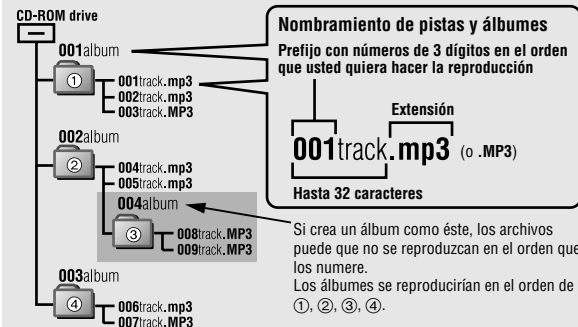 CD-ROM drive
001album
①
001track.mp3
002track.mp3
003track.MP3
002album
②
004track.mp3
005track.mp3
004album
③
008track.MP3
009track.MP3
003album
④
006track.mp3
007track.MP3
Nombramiento de pistas y álbumes
Prefijo con números de 3 dígitos en el orden
que usted quiera hacer la reproducción
Extensión
001track.mp3 (o .MP3)
Hasta 32 caracteres
Si crea un álbum como éste, los archivos
puede que no se reproduzcan en el orden que
los numere.
Los álbumes se reproducirían en el orden de
①, ②, ③, ④.